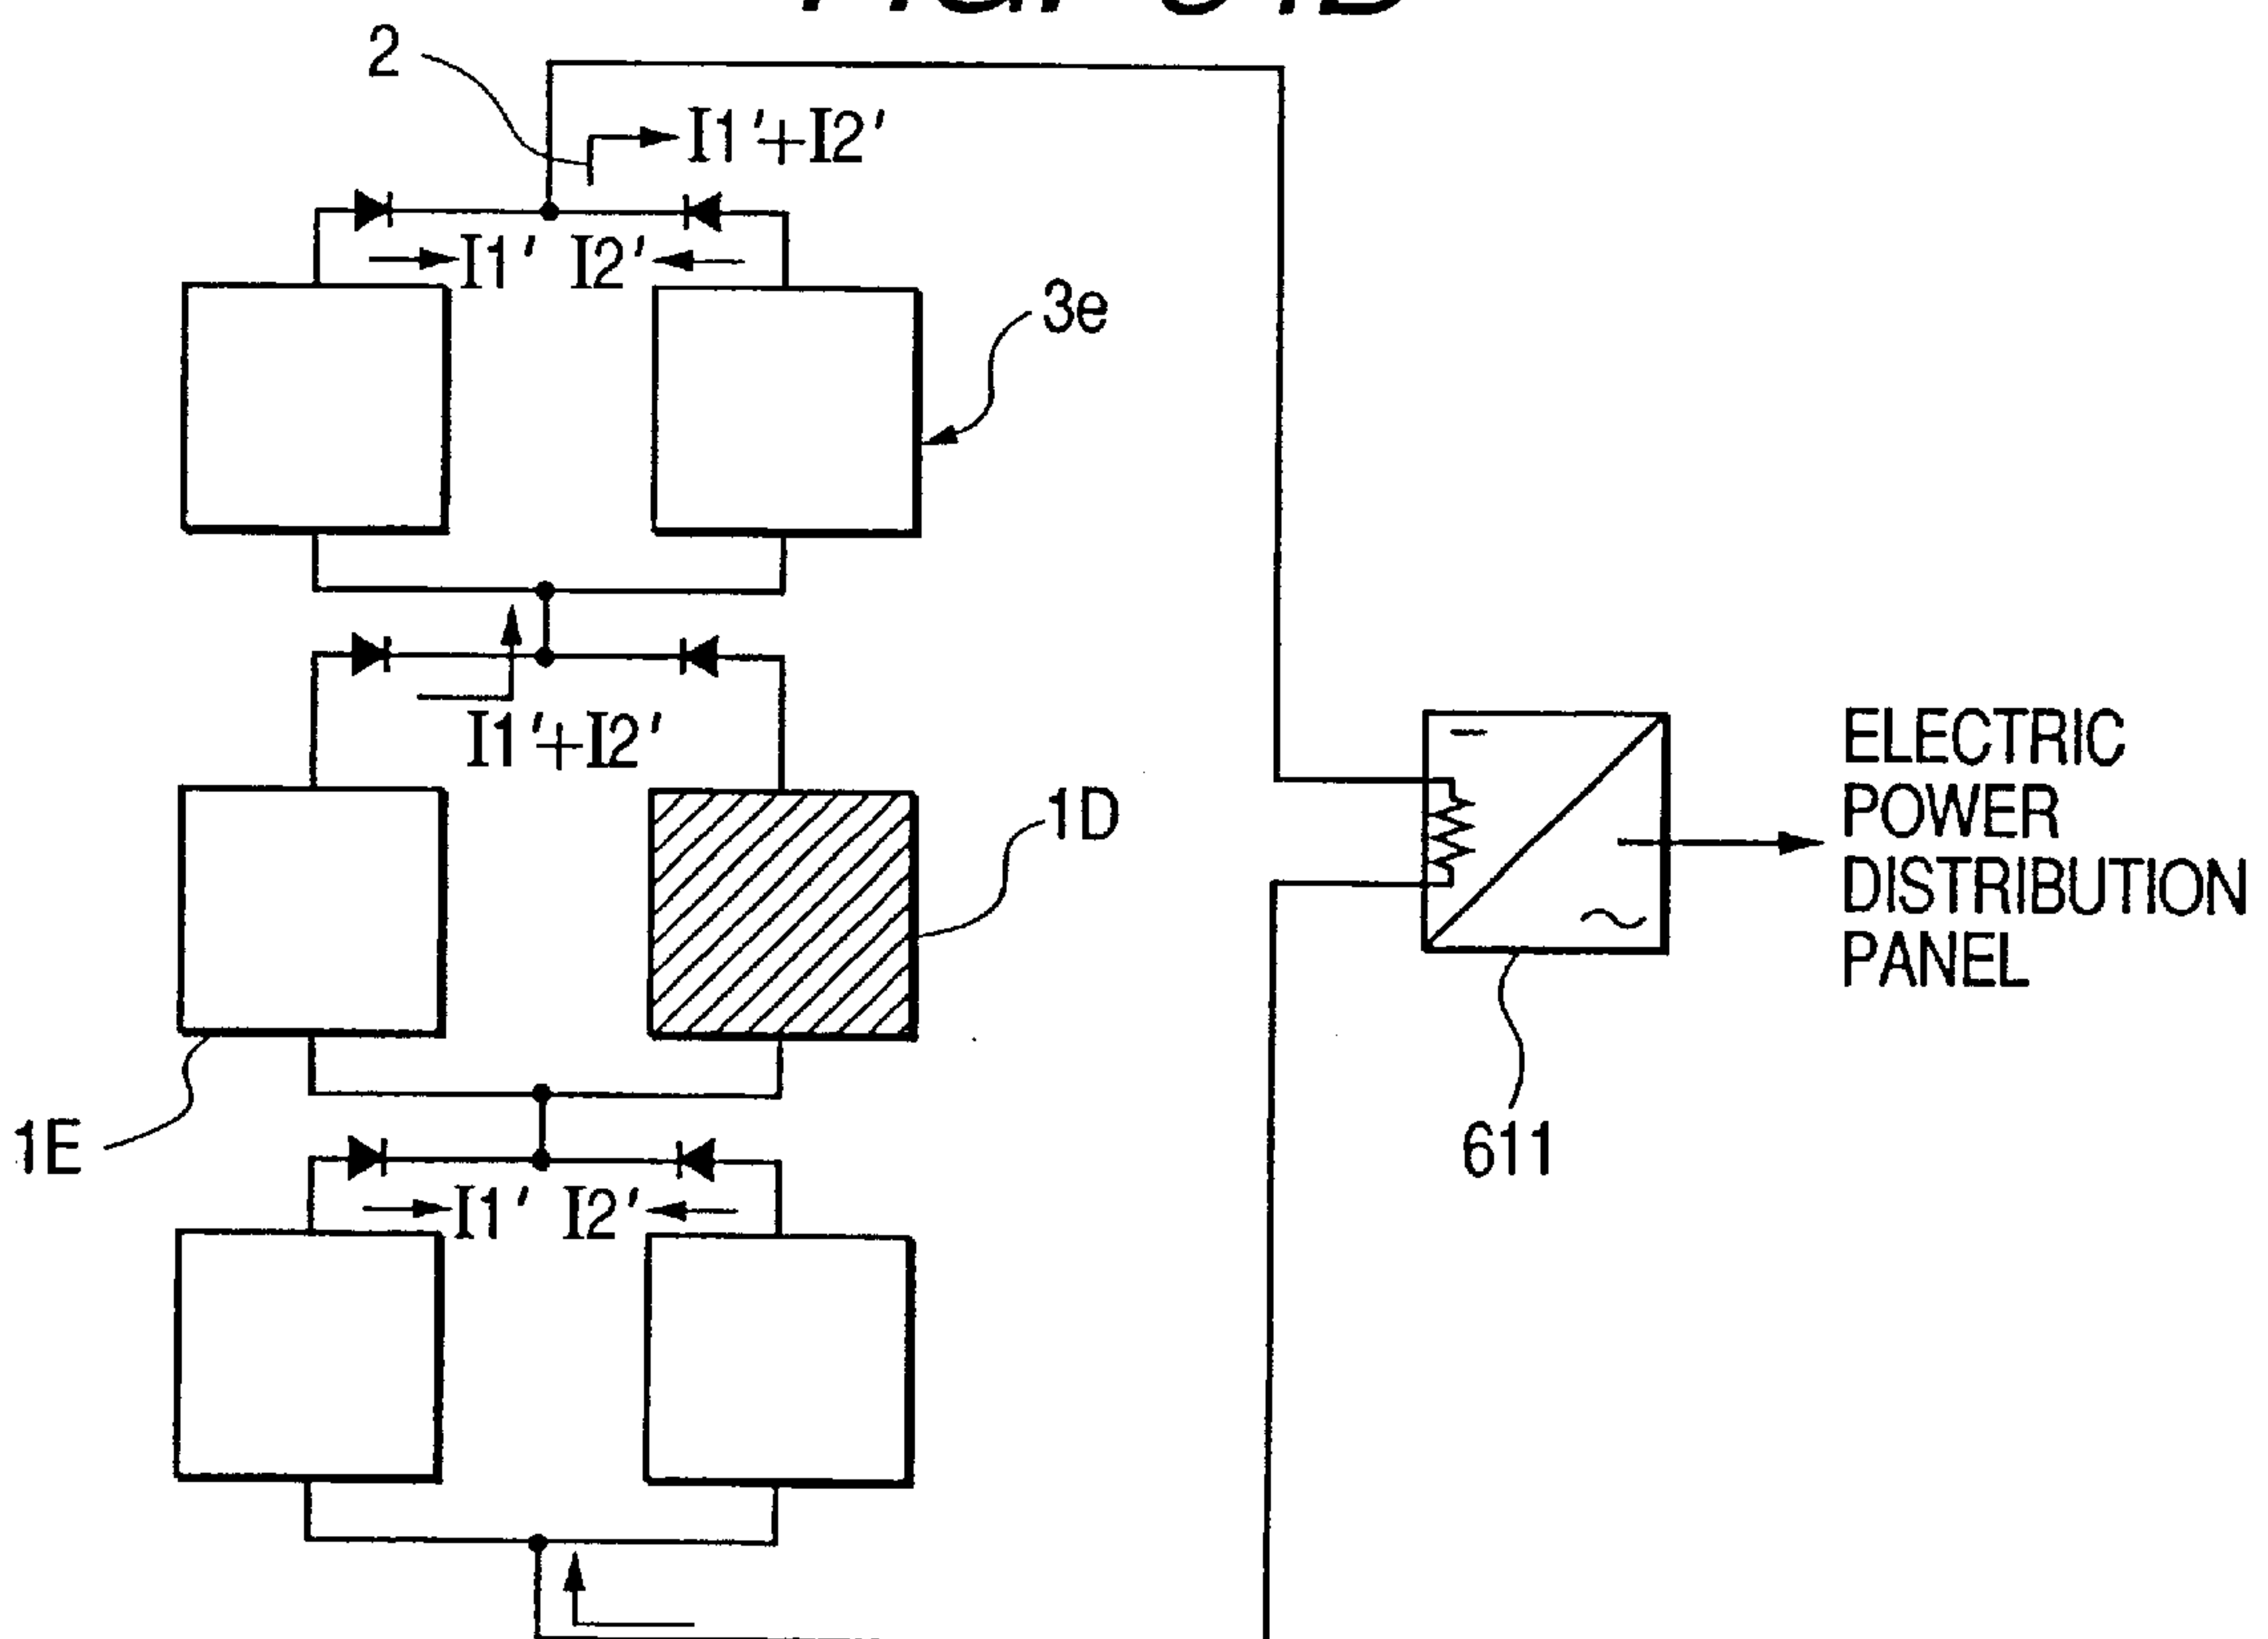 2
I1'+I2'
I1' I2'
3e
I1'+I2'
1D
ELECTRIC
POWER
DISTRIBUTION
PANEL
1E
611
I1' I2'